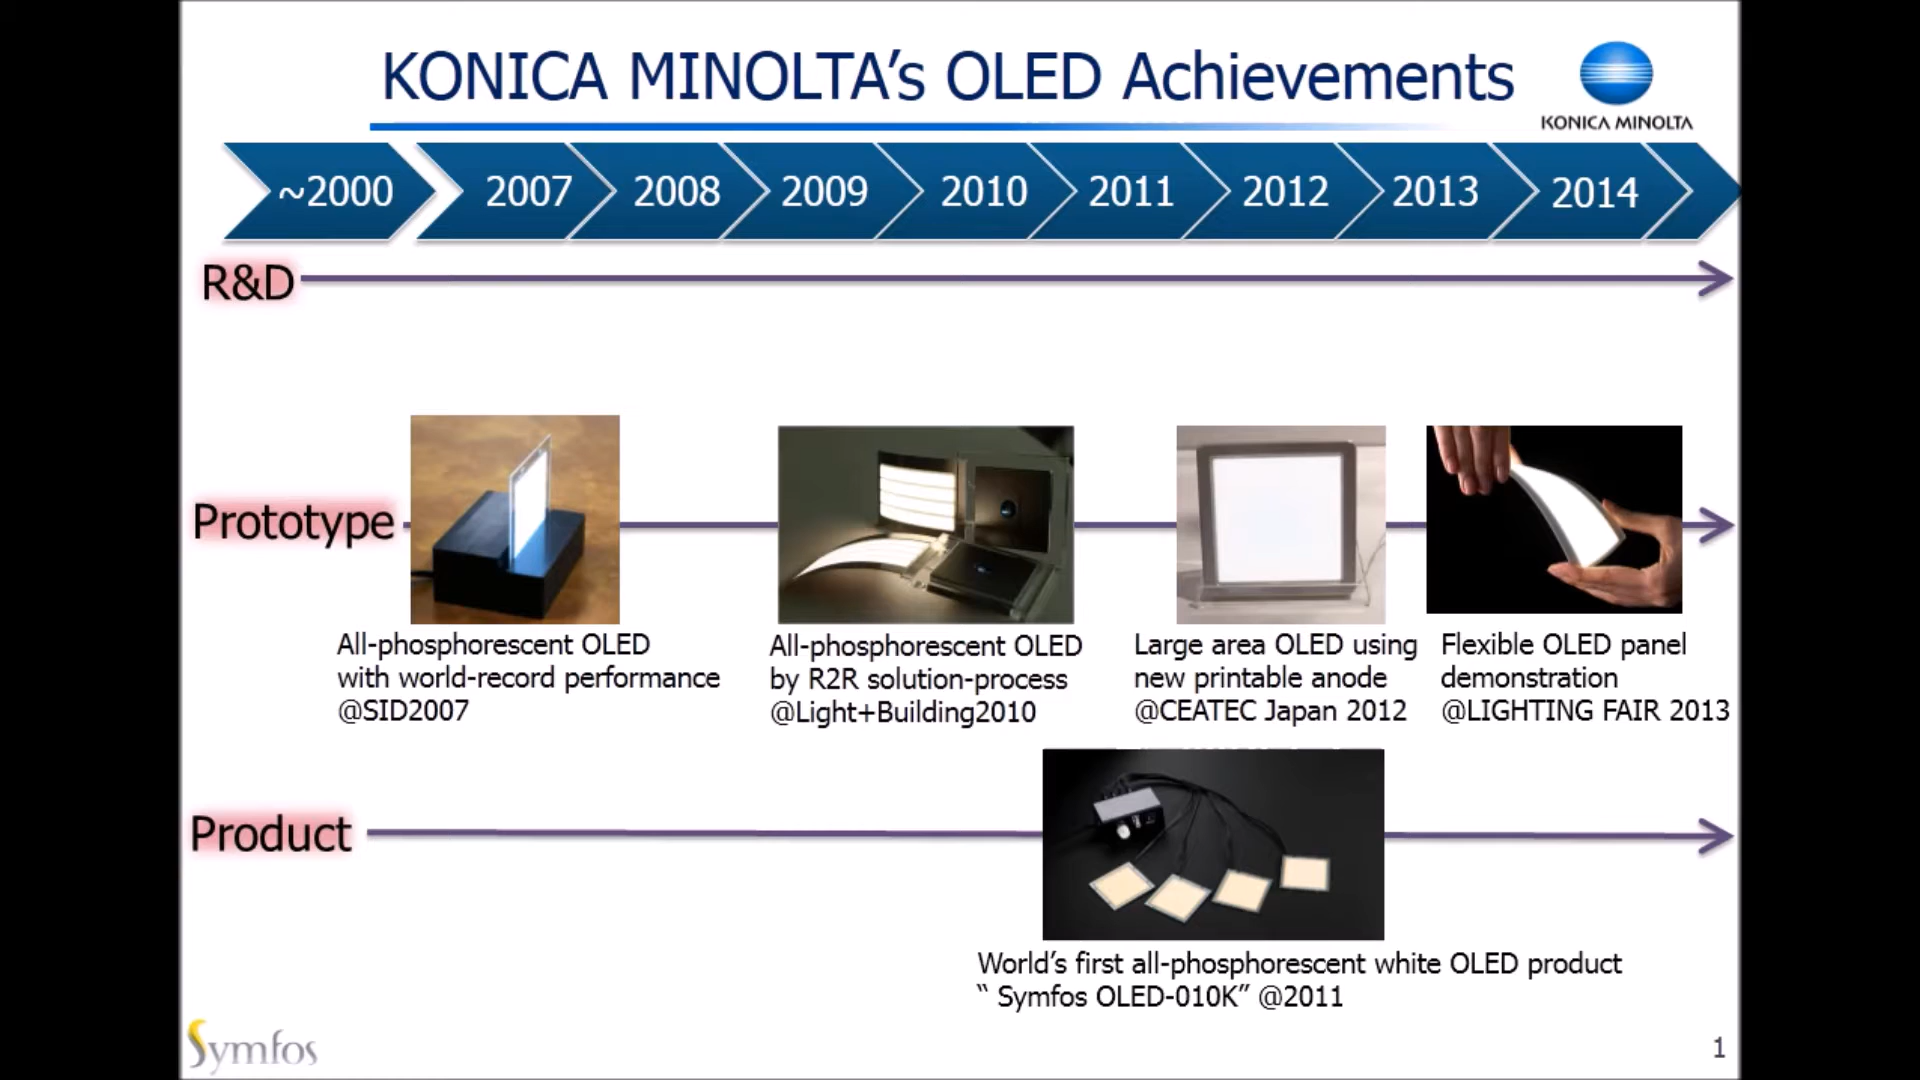 KONICA MINOLTA’s OLED Achievements
KONICA MINOLTA
~2000 2007 2008 2009 2010 2011 2012 2013 2014
R&D
Prototype
All-phosphorescent OLED
with world-record performance
@SID2007
All-phosphorescent OLED
by R2R solution-process
@Light+Building2010
Large area OLED using
new printable anode
@CEATEC Japan 2012
Flexible OLED panel
demonstration
@LIGHTING FAIR 2013
Product
World’s first all-phosphorescent white OLED product
“ Symfos OLED-010K” @2011
Symfos
1